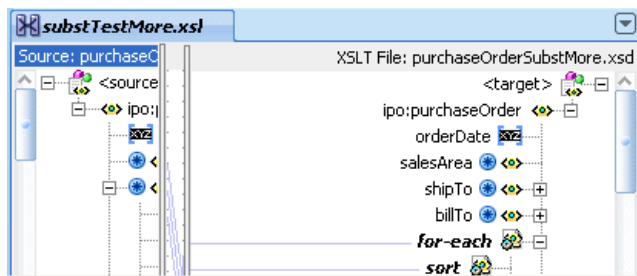 substTestMore.xsl
Source: purchaseO XSLT File: purchaseOrderSubstMore.xsd
<source <target>
ipo: ipo:purchaseOrder
XYZ orderDate XYZ
salesArea
shipTo
billTo
for-each
sort